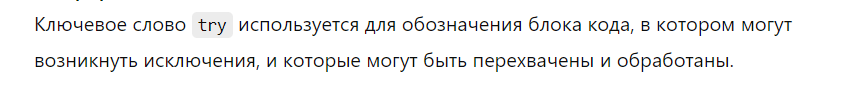 Ключевое слово try используется для обозначения блока кода, в котором могут
возникнуть исключения, и которые могут быть перехвачены и обработаны.